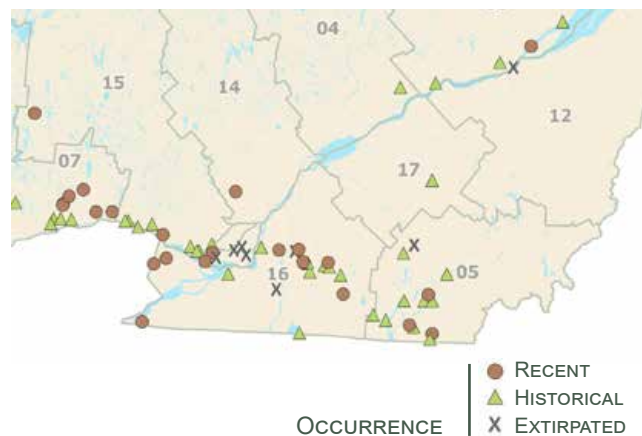 04
15
14
12
07
17
16
05
RECENT
HISTORICAL
OCCURRENCE
EXTIRPATED